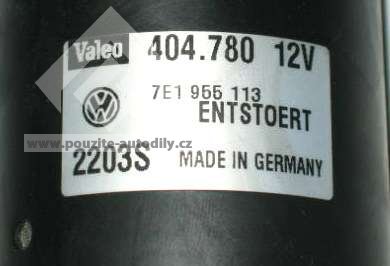 Valeo 404.780 12V
7E1 955 113
ENTSTOERT
www.pouzite-autodily.cz
2203S MADE IN GERMANY